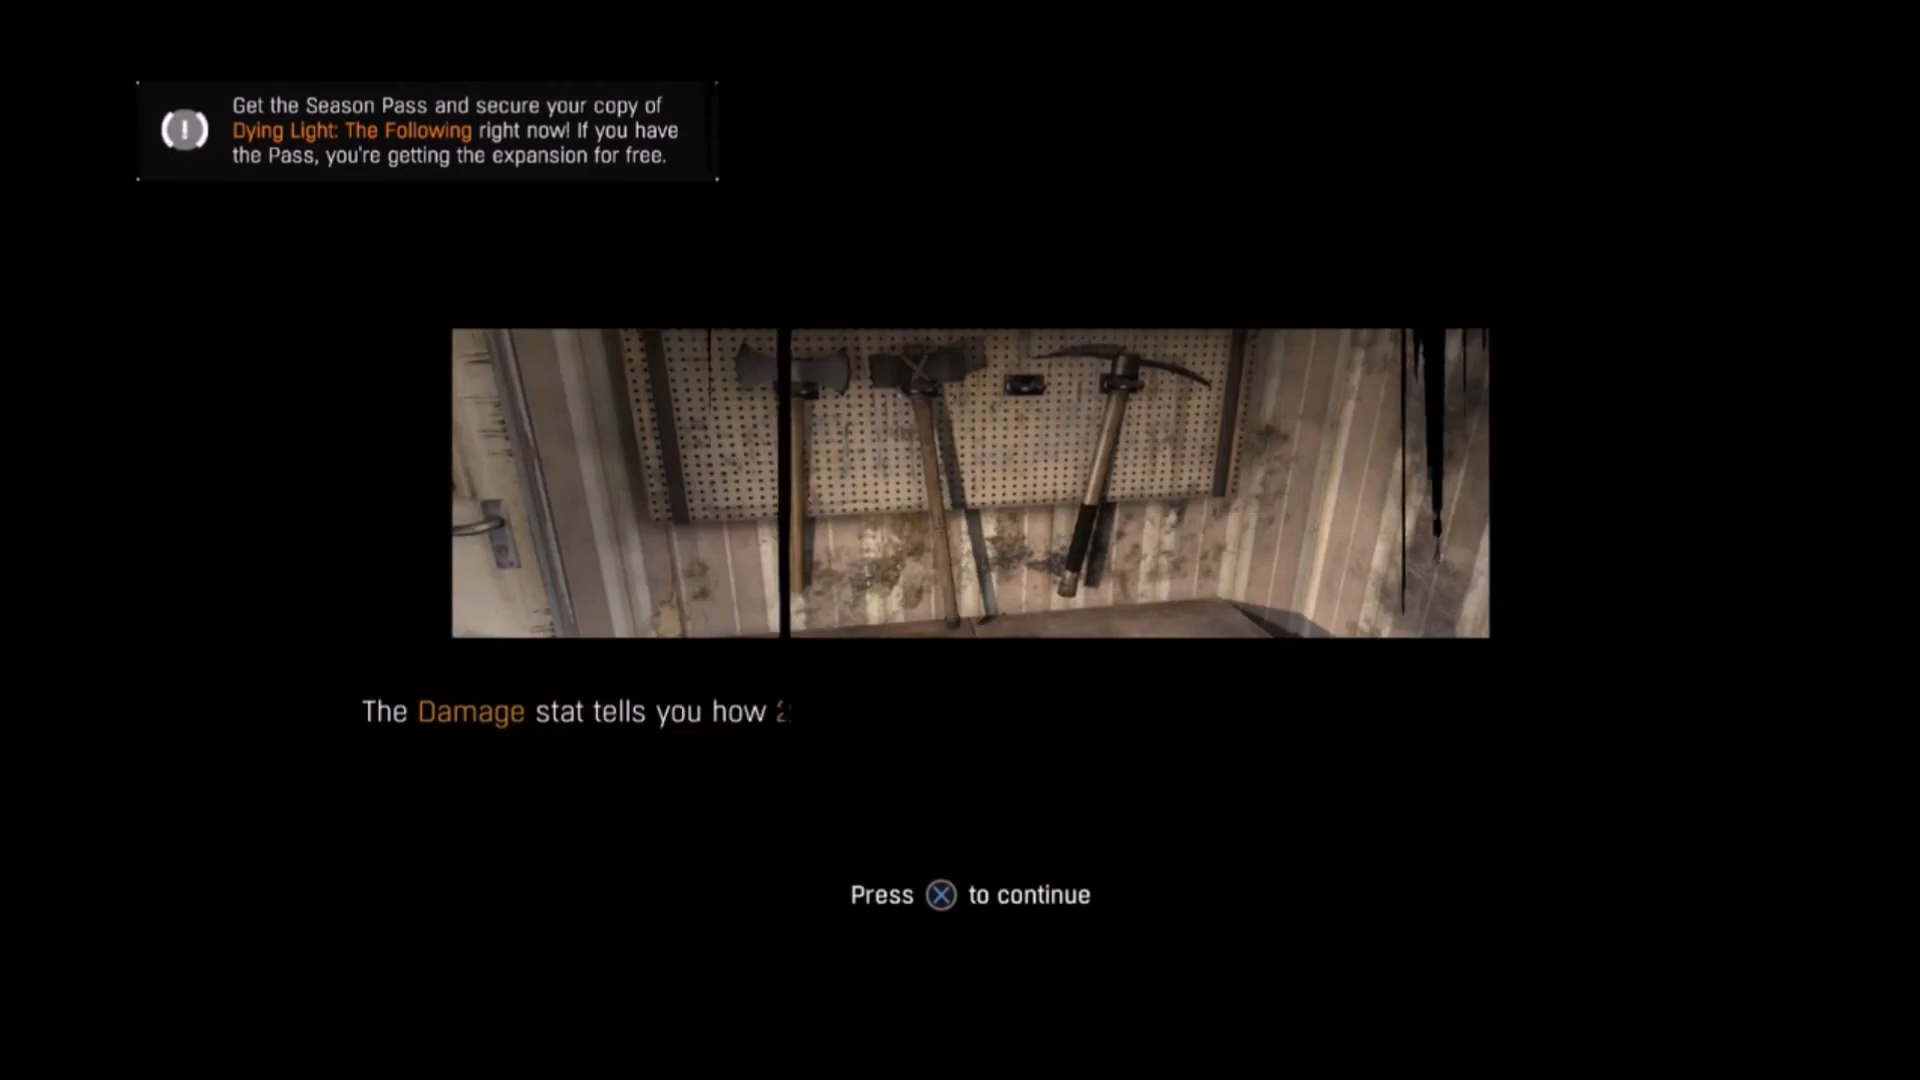 Get the Season Pass and secure your copy of
Dying Light: The Following right now! If you have
the Pass, you're getting the expansion for free.
The Damage stat tells you how
Press to continue